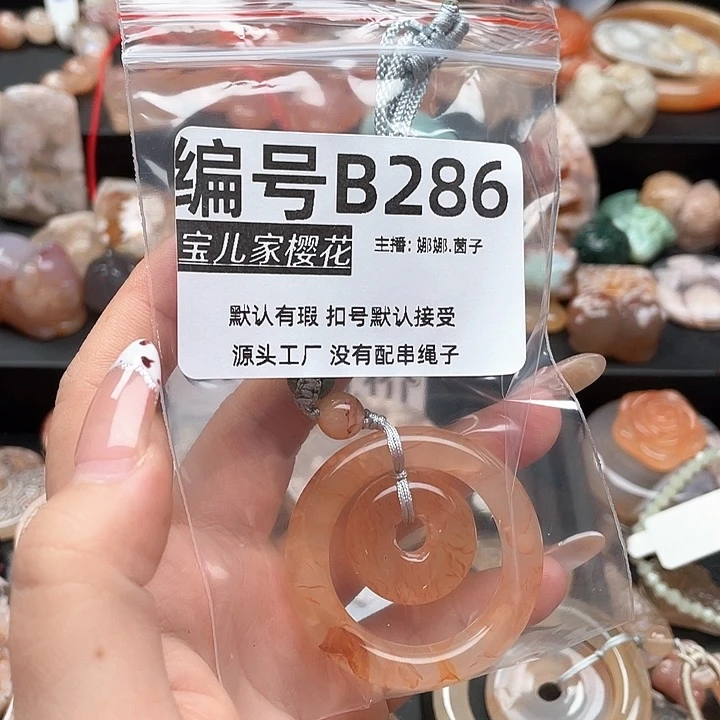 编号B286
宝儿家樱花 主播: 娜娜.茵子
默认有瑕 扣号默认接受
源头工厂 没有配串绳子